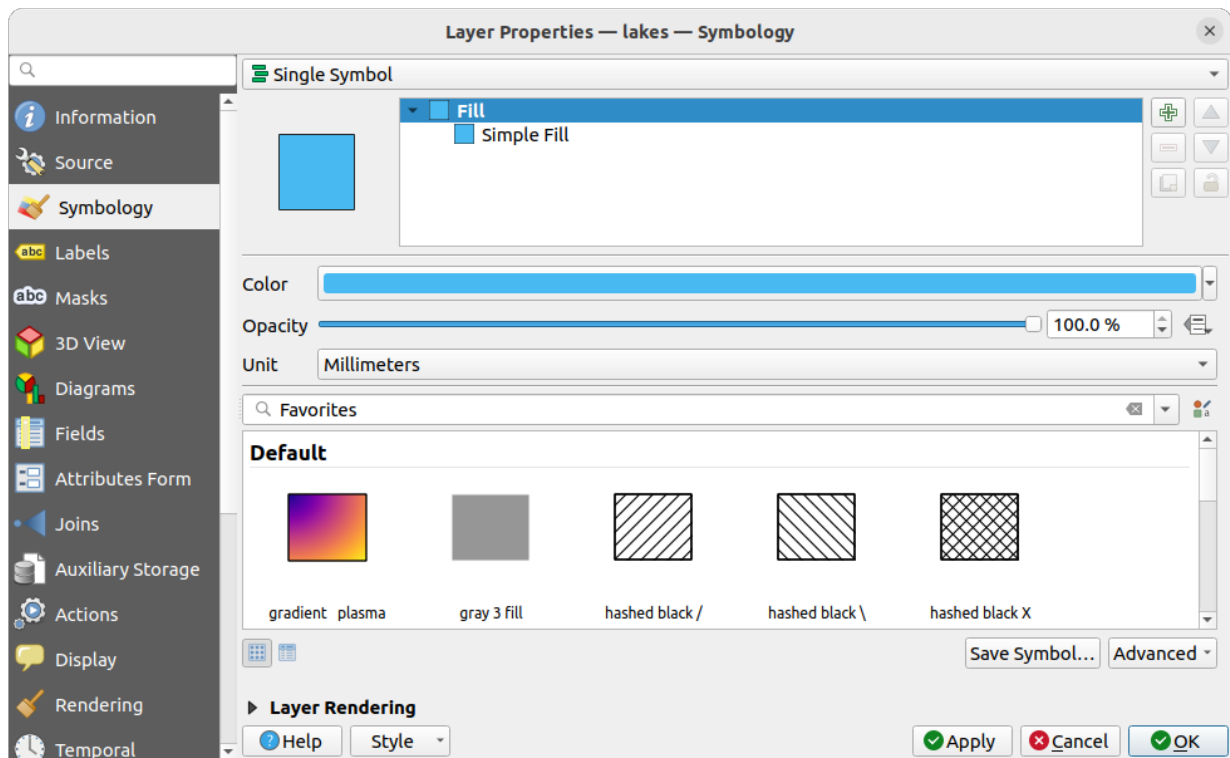 Layer Properties — lakes — Symbology
Single Symbol
Information
Source
Symbology
abc Labels
abc Masks
3D View
Diagrams
Fields
Attributes Form
Joins
Auxiliary Storage
Actions
Display
Rendering
Temporal
Fill
Simple Fill
Color
Opacity 100.0 %
Unit Millimeters
Favorites
Default
gradient plasma gray 3 fill hashed black / hashed black \ hashed black X
Save Symbol... Advanced
Layer Rendering
Help Style Apply Cancel OK